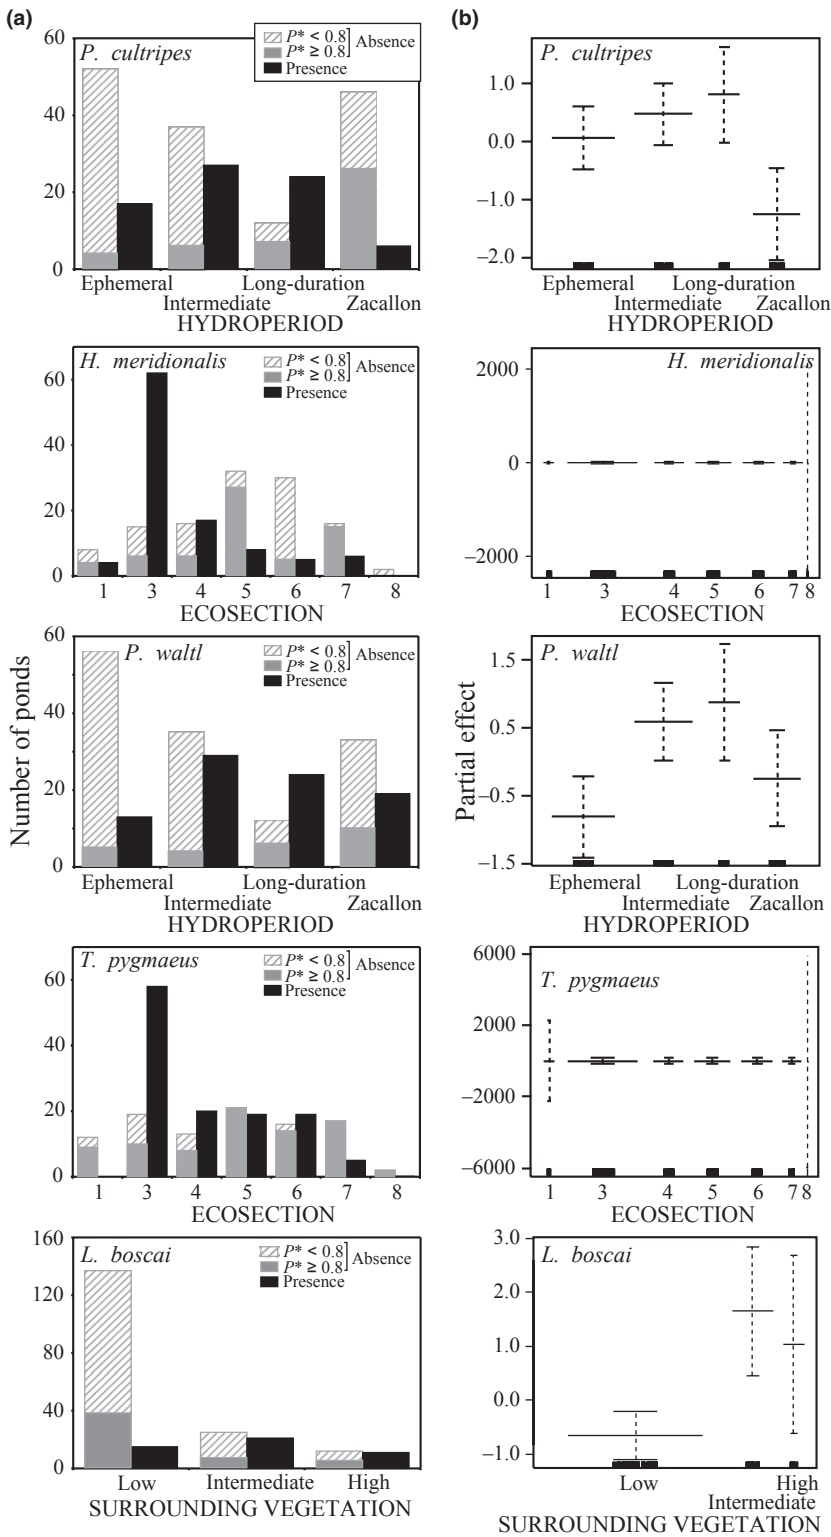 (a)
(b)
P. cultripes
P* < 0.8
P* ≥ 0.8
Absence
Presence
60
40
20
0
Ephemeral
Intermediate
Long-duration
Zacallon
HYDROPERIOD
P. cultripes
1.0
0.0
–1.0
–2.0
Ephemeral
Intermediate
Long-duration
Zacallon
HYDROPERIOD
H. meridionalis
P* < 0.8
P* ≥ 0.8
Absence
Presence
60
40
20
0
1 3 4 5 6 7 8
ECOSECTION
H. meridionalis
2000
0
–2000
1 3 4 5 6 7 8
ECOSECTION
Number of ponds
P. waltl
P* < 0.8
P* ≥ 0.8
Absence
Presence
60
40
20
0
Ephemeral
Intermediate
Long-duration
Zacallon
HYDROPERIOD
Partial effect
P. waltl
1.5
0.5
–0.5
–1.5
Ephemeral
Intermediate
Long-duration
Zacallon
HYDROPERIOD
T. pygmaeus
P* < 0.8
P* ≥ 0.8
Absence
Presence
60
40
20
0
1 3 4 5 6 7 8
ECOSECTION
T. pygmaeus
6000
2000
–2000
–6000
1 3 4 5 6 7 8
ECOSECTION
L. boscai
P* < 0.8
P* ≥ 0.8
Absence
Presence
160
120
80
40
0
Low
Intermediate
High
SURROUNDING VEGETATION
L. boscai
3.0
2.0
1.0
0.0
–1.0
Low
High
Intermediate
SURROUNDING VEGETATION